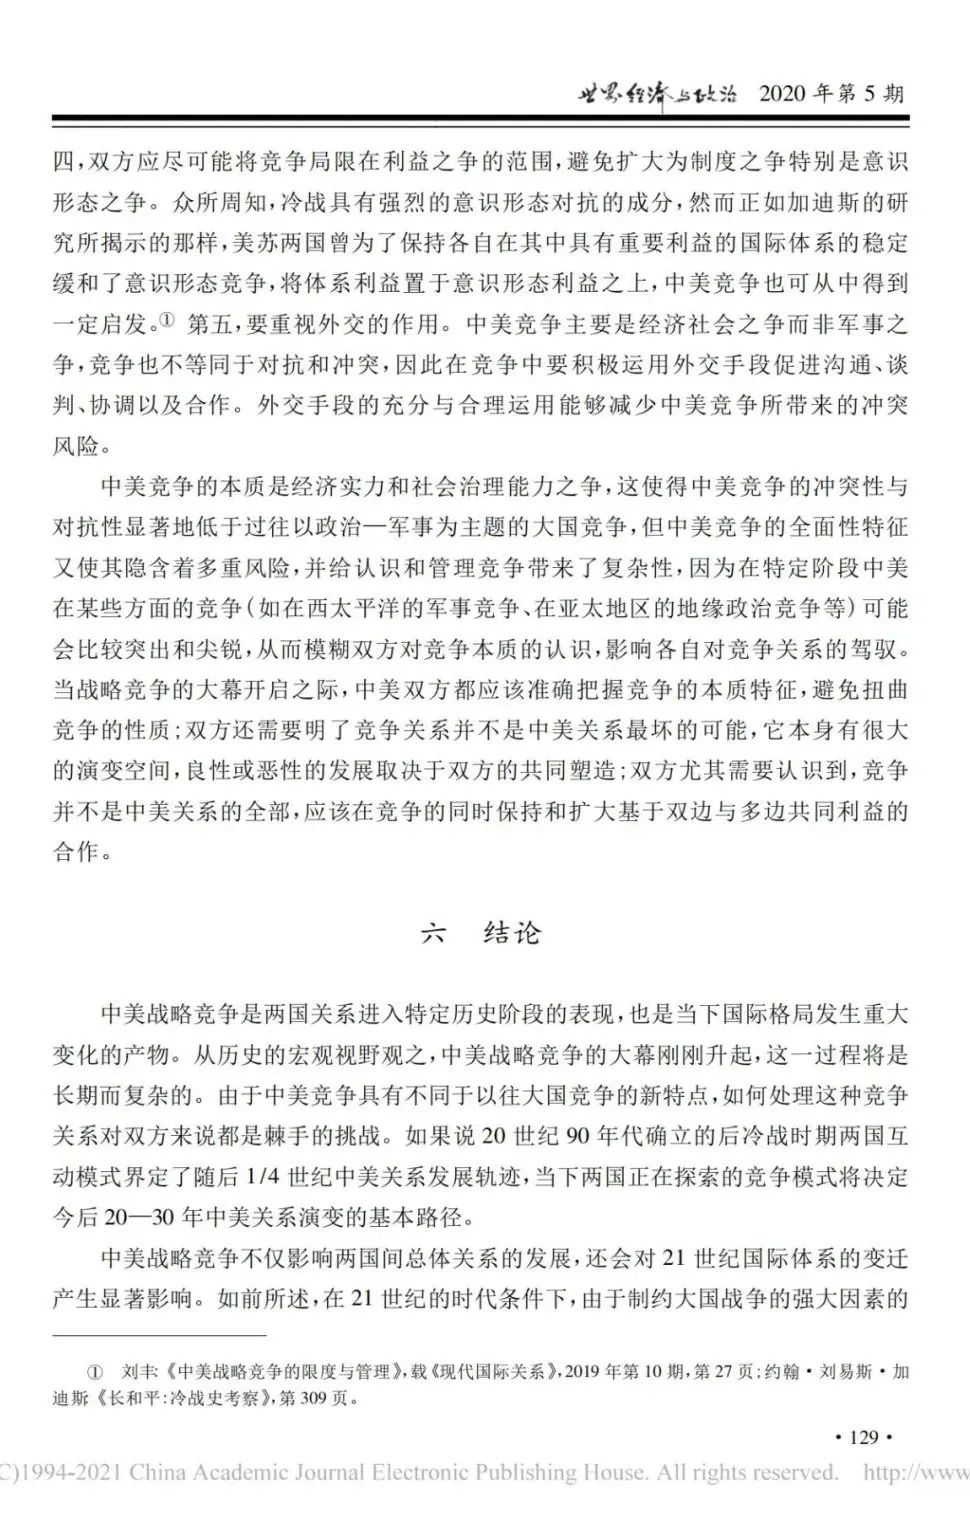 世界经济与政治 2020 年第 5 期
四,双方应尽可能将竞争局限在利益之争的范围,避免扩大为制度之争特别是意识
形态之争。众所周知,冷战具有强烈的意识形态对抗的成分,然而正如加迪斯的研
究所揭示的那样,美苏两国曾为了保持各自在其中具有重要利益的国际体系的稳定
缓和了意识形态竞争,将体系利益置于意识形态利益之上,中美竞争也可从中得到
一定启发。① 第五,要重视外交的作用。中美竞争主要是经济社会之争而非军事之
争,竞争也不等同于对抗和冲突,因此在竞争中要积极运用外交手段促进沟通、谈
判、协调以及合作。外交手段的充分与合理运用能够减少中美竞争所带来的冲突
风险。
中美竞争的本质是经济实力和社会治理能力之争,这使得中美竞争的冲突性与
对抗性显著地低于过往以政治—军事为主题的大国竞争,但中美竞争的全面性特征
又使其隐含着多重风险,并给认识和管理竞争带来了复杂性,因为在特定阶段中美
在某些方面的竞争(如在西太平洋的军事竞争、在亚太地区的地缘政治竞争等)可能
会比较突出和尖锐,从而模糊双方对竞争本质的认识,影响各自对竞争关系的驾驭。
当战略竞争的大幕开启之际,中美双方都应该准确把握竞争的本质特征,避免扭曲
竞争的性质;双方还需要明了竞争关系并不是中美关系最坏的可能,它本身有很大
的演变空间,良性或恶性的发展取决于双方的共同塑造;双方尤其需要认识到,竞争
并不是中美关系的全部,应该在竞争的同时保持和扩大基于双边与多边共同利益的
合作。
六 结论
中美战略竞争是两国关系进入特定历史阶段的表现,也是当下国际格局发生重大
变化的产物。从历史的宏观视野观之,中美战略竞争的大幕刚刚升起,这一过程将是
长期而复杂的。由于中美竞争具有不同于以往大国竞争的新特点,如何处理这种竞争
关系对双方来说都是棘手的挑战。如果说 20 世纪 90 年代确立的后冷战时期两国互
动模式界定了随后 1/4 世纪中美关系发展轨迹,当下两国正在探索的竞争模式将决定
今后 20—30 年中美关系演变的基本路径。
中美战略竞争不仅影响两国间总体关系的发展,还会对 21 世纪国际体系的变迁
产生显著影响。如前所述,在 21 世纪的时代条件下,由于制约大国战争的强大因素的
① 刘丰:《中美战略竞争的限度与管理》,载《现代国际关系》,2019 年第 10 期,第 27 页;约翰·刘易斯·加
迪斯:《长和平:冷战史考察》,第 309 页。
·129·
C)1994-2021 China Academic Journal Electronic Publishing House. All rights reserved. http://www